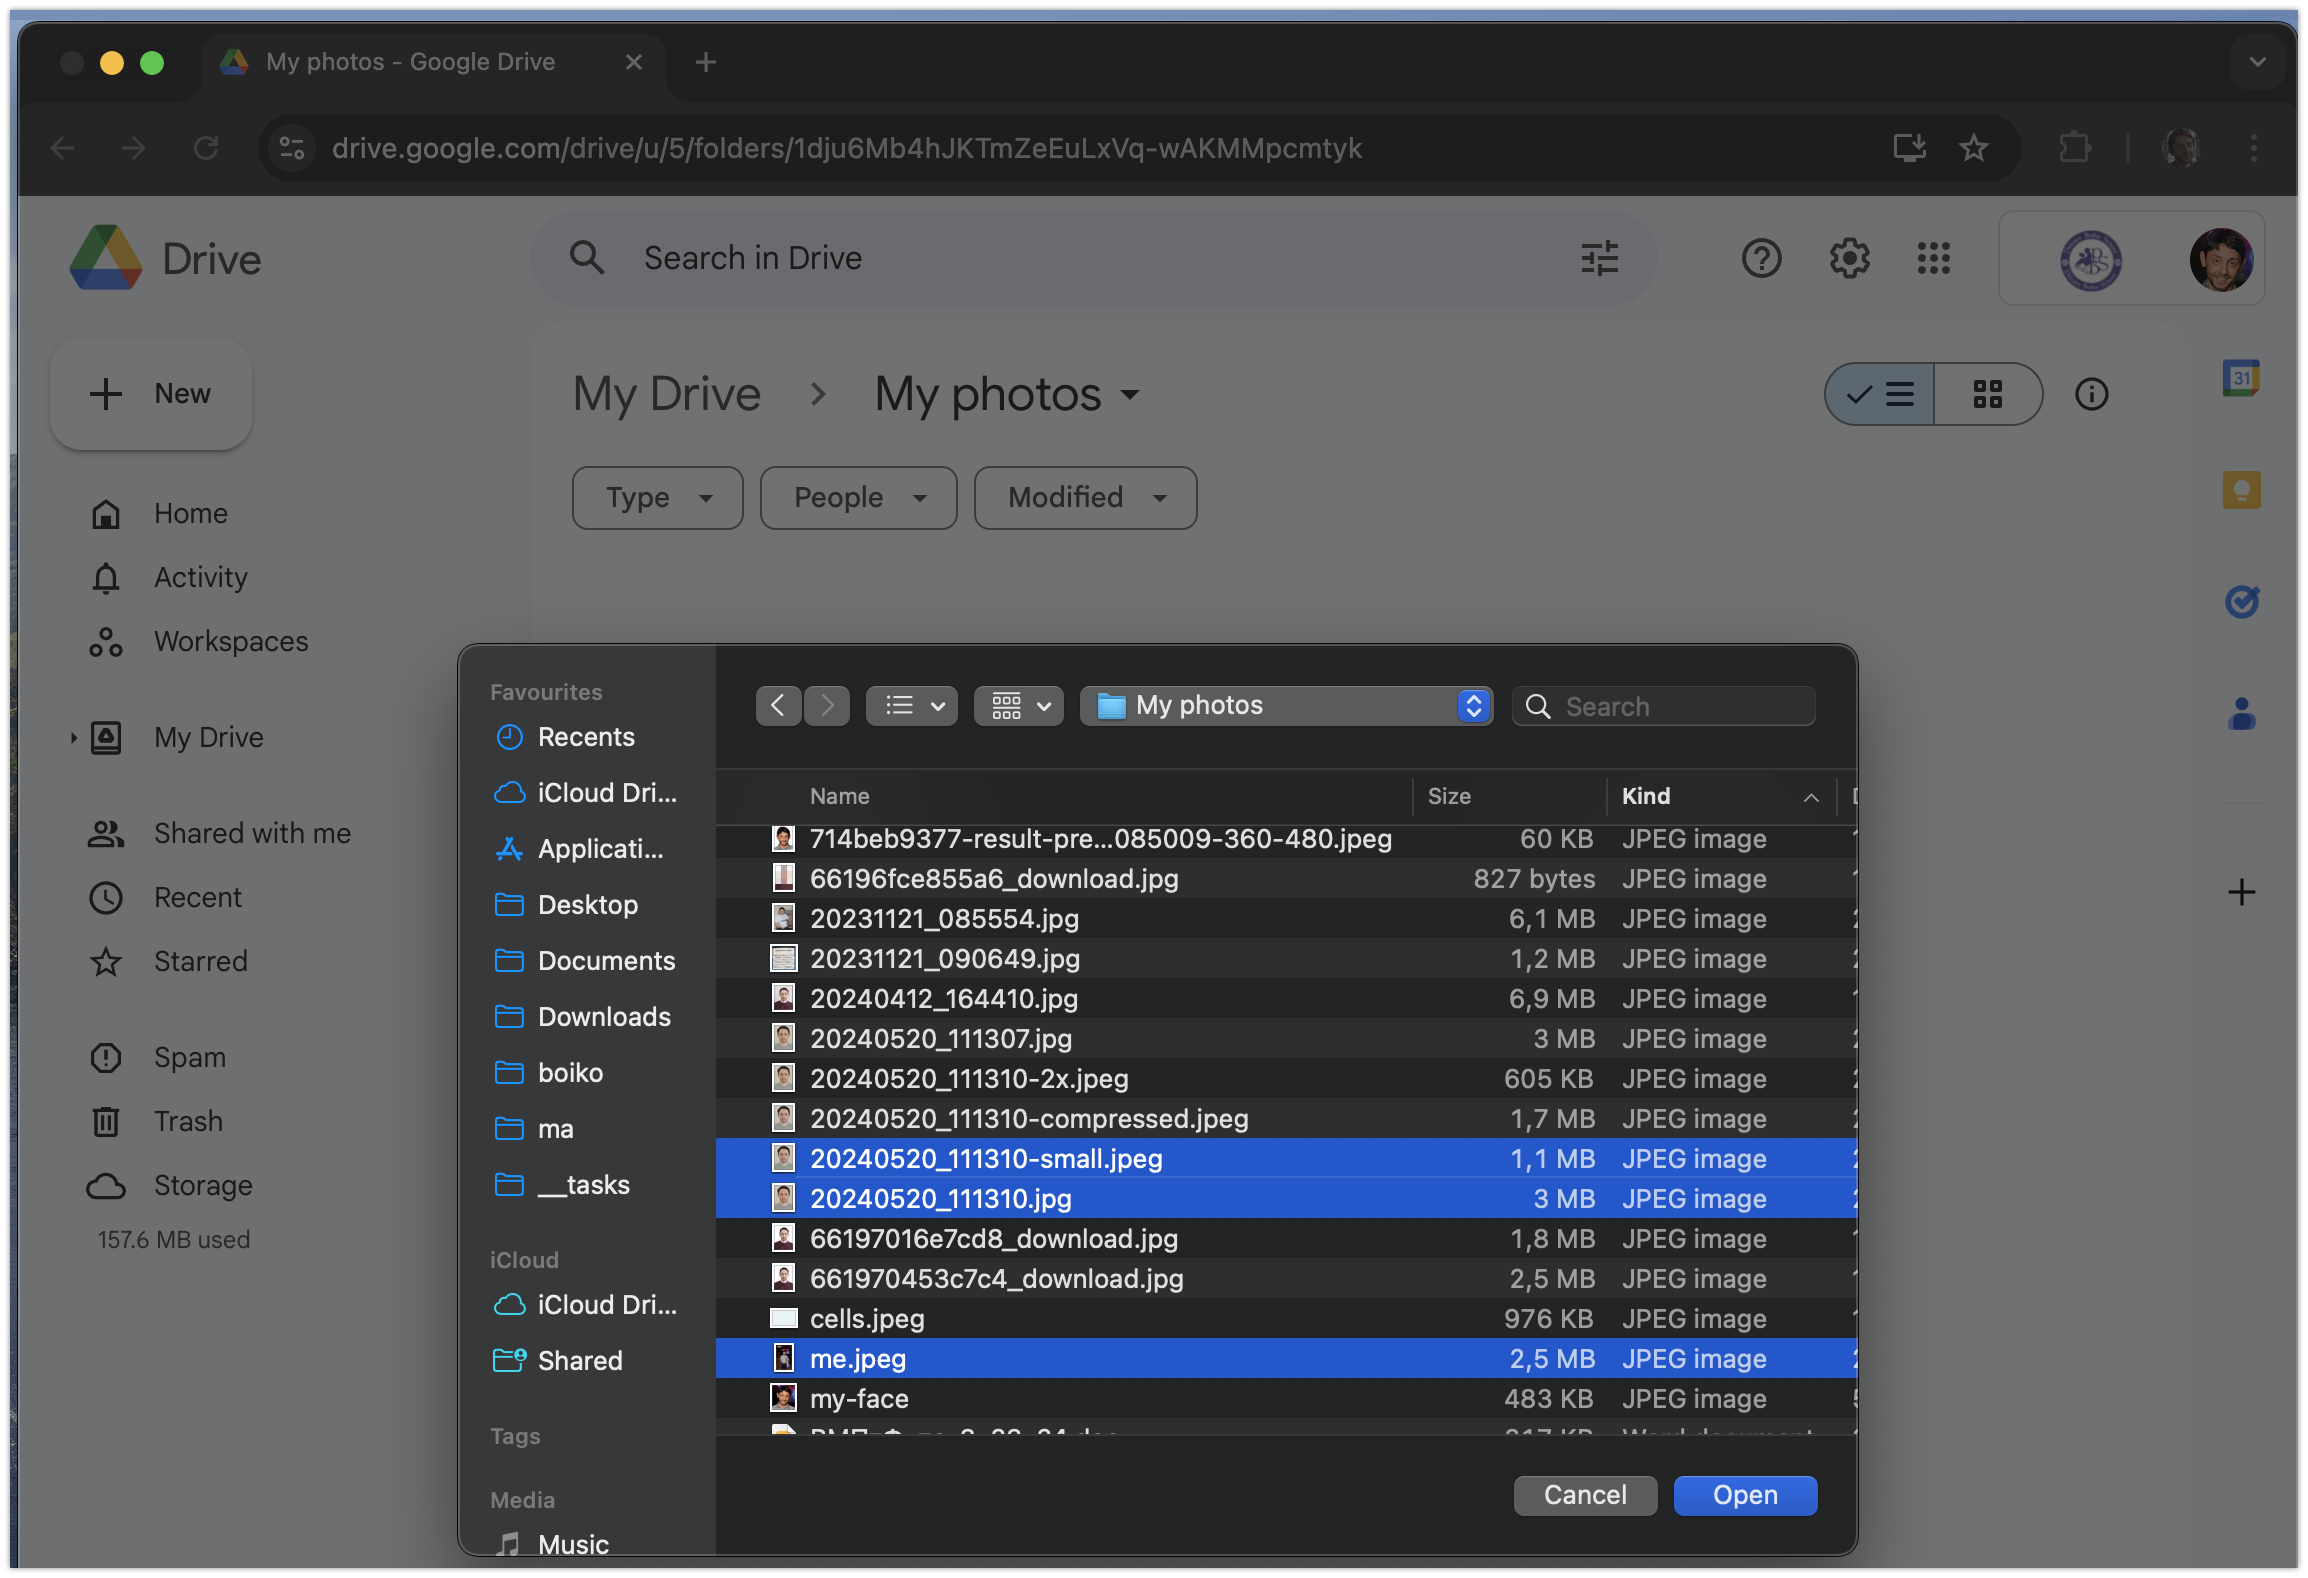 My photos - Google Drive
drive.google.com/drive/u/5/folders/1dju6Mb4hJKTmZeEuLxVq-wAKMMpcmtyk
Drive
Search in Drive
New
My Drive
My photos
Type
People
Modified
31
Home
Activity
Workspaces
My Drive
Shared with me
Recent
Starred
Spam
Trash
Storage
157.6 MB used
Favourites
Recents
iCloud Dri...
Applicati...
Desktop
Documents
Downloads
boiko
ma
__tasks
iCloud
iCloud Dri...
Shared
Tags
Media
Music
My photos
Search
Name Size Kind
714beb9377-result-pre...085009-360-480.jpeg 60 KB JPEG image
66196fce855a6_download.jpg 827 bytes JPEG image
20231121_085554.jpg 6,1 MB JPEG image
20231121_090649.jpg 1,2 MB JPEG image
20240412_164410.jpg 6,9 MB JPEG image
20240520_111307.jpg 3 MB JPEG image
20240520_111310-2x.jpeg 605 KB JPEG image
20240520_111310-compressed.jpeg 1,7 MB JPEG image
20240520_111310-small.jpeg 1,1 MB JPEG image
20240520_111310.jpg 3 MB JPEG image
66197016e7cd8_download.jpg 1,8 MB JPEG image
661970453c7c4_download.jpg 2,5 MB JPEG image
cells.jpeg 976 KB JPEG image
me.jpeg 2,5 MB JPEG image
my-face 483 KB JPEG image
Cancel
Open